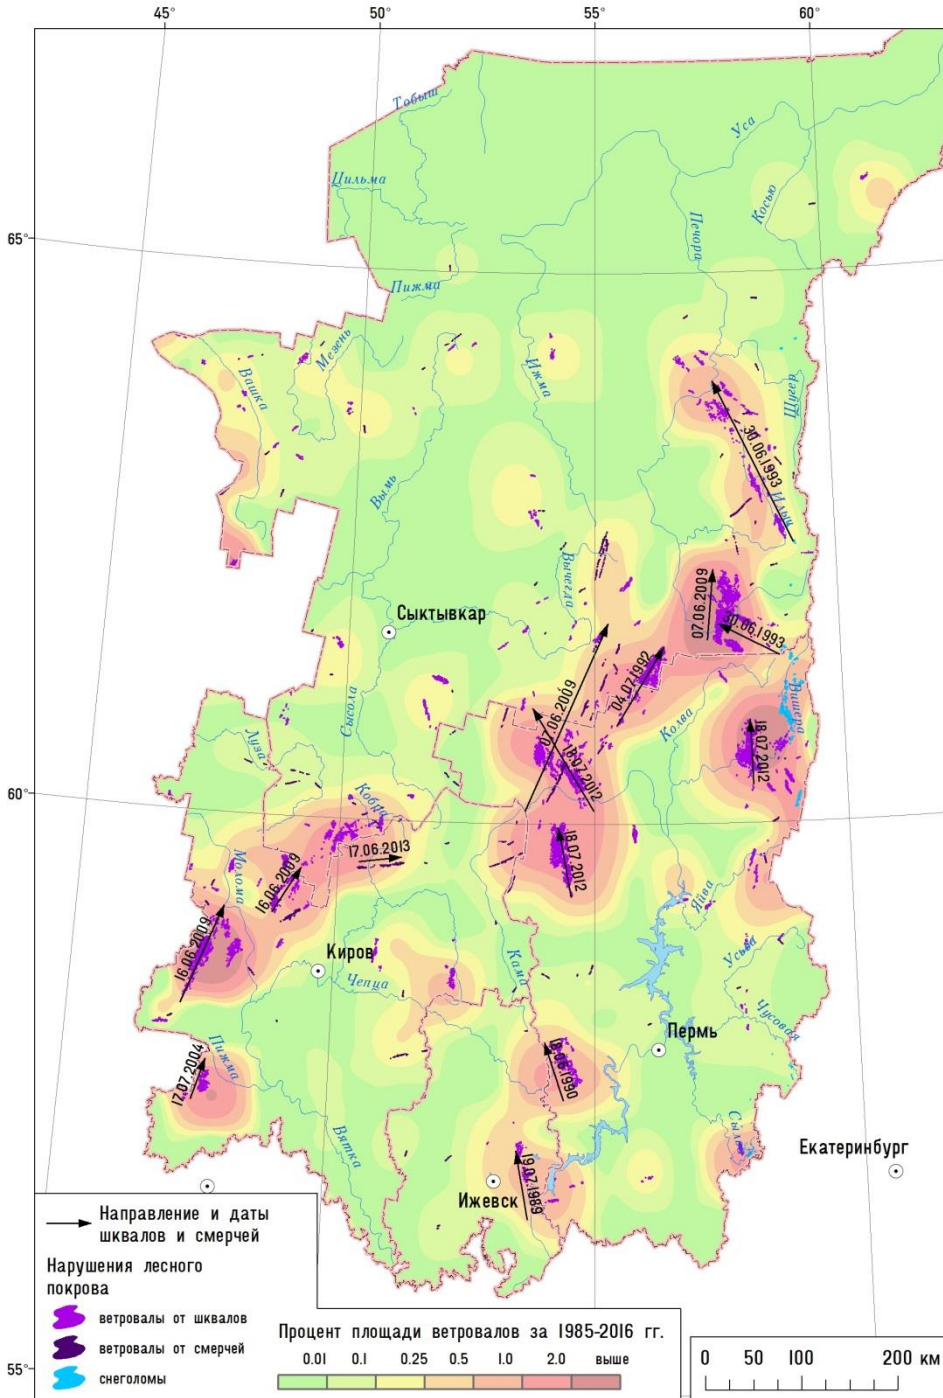 45°
50°
55°
60°
Тобыш
Уса
Цильма
Косью
Печора
65°
Пижма
Мезень
Вашка
Ижма
Щугер
30.06.1993
Вымь
Илыч
Вычегда
07.06.2009
Сыктывкар
30.06.1993
04.07.1992
Вишера
07.06.2009
Сысола
Колва
Луза
18.07.2012
18.07.2012
60°
Кобра
17.06.2013
18.07.2012
16.06.2009
Молома
Яйва
16.06.2009
Киров
Усьва
Чепца
Кама
Чусовая
Пермь
Пижма
18.06.1990
17.07.2004
Вятка
Сылва
Екатеринбург
Ижевск
19.07.1989
Направление и даты
шквалов и смерчей
Нарушения лесного
покрова
ветровалы от шквалов
ветровалы от смерчей
снеголомы
55°
Процент площади ветровалов за 1985-2016 гг.
0.01 0.1 0.25 0.5 1.0 2.0 выше
0 50 100 200 км